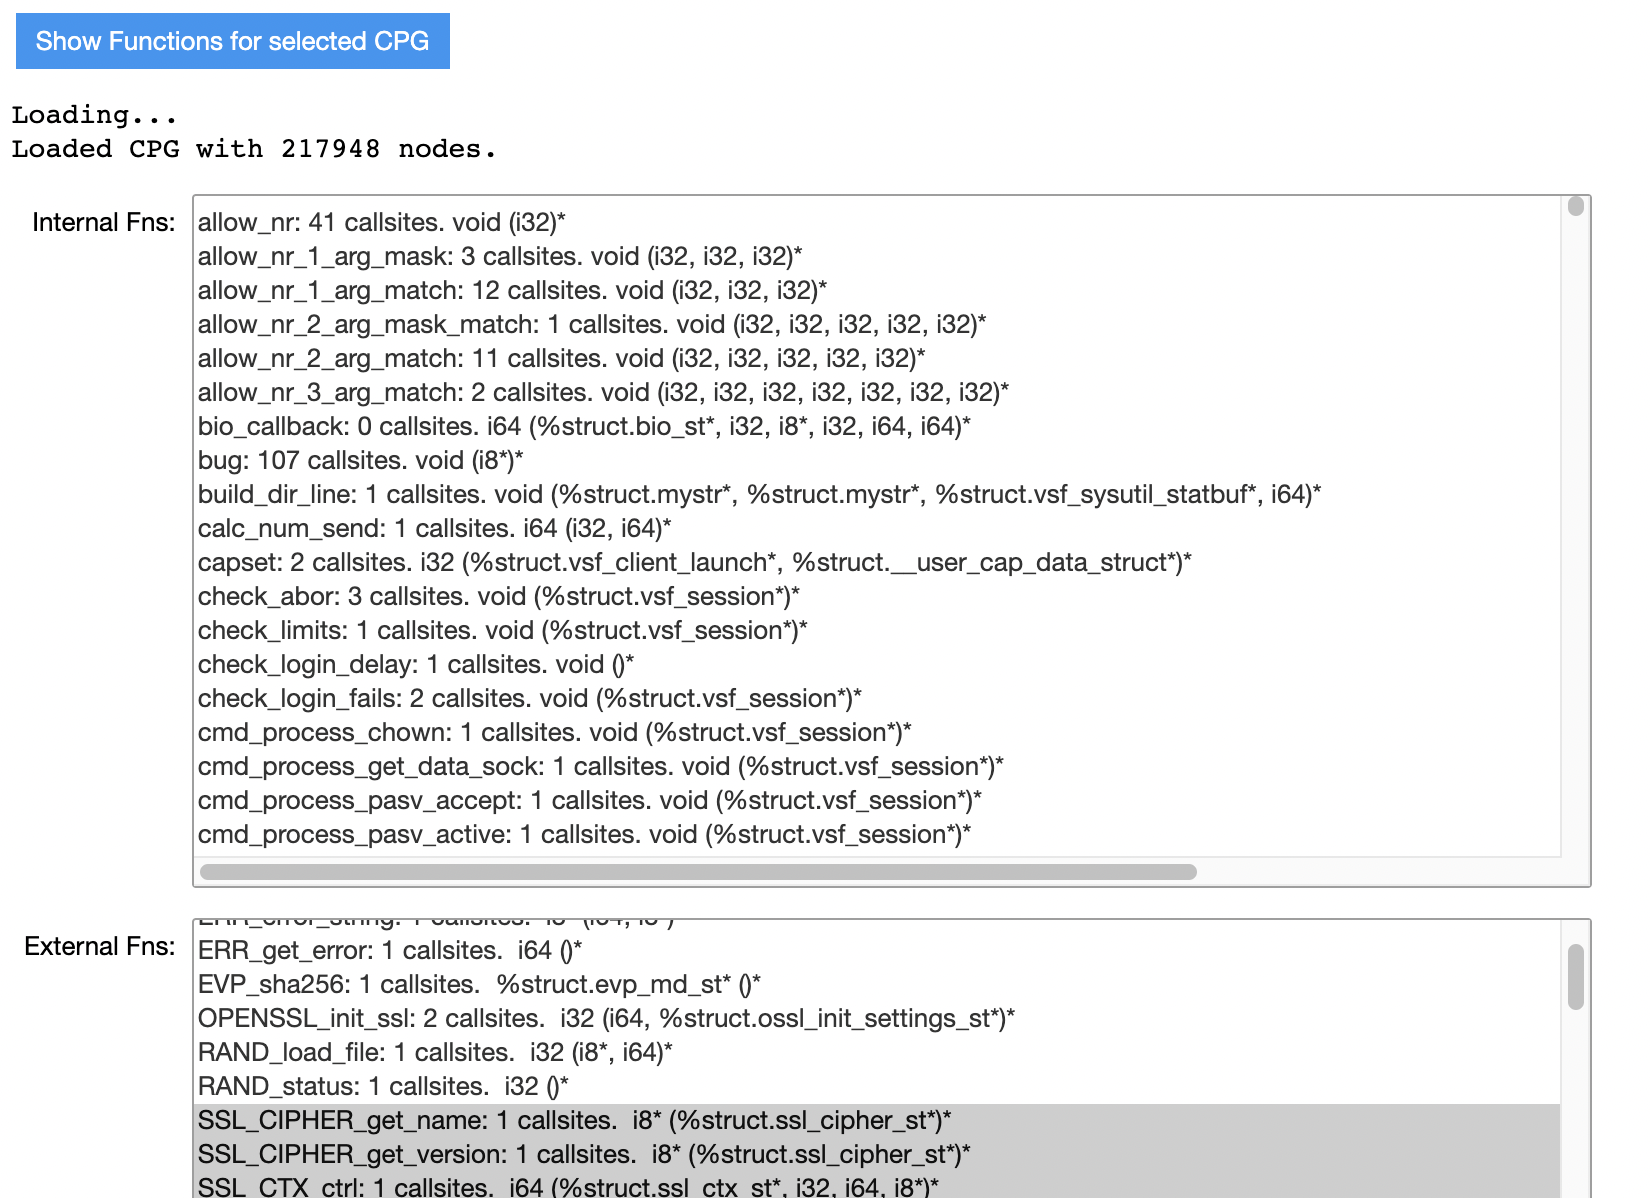 Show Functions for selected CPG
Loading...
Loaded CPG with 217948 nodes.
Internal Fns:
allow_nr: 41 callsites. void (i32)*
allow_nr_1_arg_mask: 3 callsites. void (i32, i32, i32)*
allow_nr_1_arg_match: 12 callsites. void (i32, i32, i32)*
allow_nr_2_arg_mask_match: 1 callsites. void (i32, i32, i32, i32, i32)*
allow_nr_2_arg_match: 11 callsites. void (i32, i32, i32, i32, i32)*
allow_nr_3_arg_match: 2 callsites. void (i32, i32, i32, i32, i32, i32, i32)*
bio_callback: 0 callsites. i64 (%struct.bio_st*, i32, i8*, i32, i64, i64)*
bug: 107 callsites. void (i8*)*
build_dir_line: 1 callsites. void (%struct.mystr*, %struct.mystr*, %struct.vsf_sysutil_statbuf*, i64)*
calc_num_send: 1 callsites. i64 (i32, i64)*
capset: 2 callsites. i32 (%struct.vsf_client_launch*, %struct.__user_cap_data_struct*)*
check_abor: 3 callsites. void (%struct.vsf_session*)*
check_limits: 1 callsites. void (%struct.vsf_session*)*
check_login_delay: 1 callsites. void ()*
check_login_fails: 2 callsites. void (%struct.vsf_session*)*
cmd_process_chown: 1 callsites. void (%struct.vsf_session*)*
cmd_process_get_data_sock: 1 callsites. void (%struct.vsf_session*)*
cmd_process_pasv_accept: 1 callsites. void (%struct.vsf_session*)*
cmd_process_pasv_active: 1 callsites. void (%struct.vsf_session*)*
External Fns:
ERR_error_string: 1 callsites. i8* (i64, i8*)*
ERR_get_error: 1 callsites. i64 ()*
EVP_sha256: 1 callsites. %struct.evp_md_st* ()*
OPENSSL_init_ssl: 2 callsites. i32 (i64, %struct.ossl_init_settings_st*)*
RAND_load_file: 1 callsites. i32 (i8*, i64)*
RAND_status: 1 callsites. i32 ()*
SSL_CIPHER_get_name: 1 callsites. i8* (%struct.ssl_cipher_st*)*
SSL_CIPHER_get_version: 1 callsites. i8* (%struct.ssl_cipher_st*)*
SSL_CTX_ctrl: 1 callsites. i64 (%struct.ssl_ctx_st*, i32, i64, i8*)*